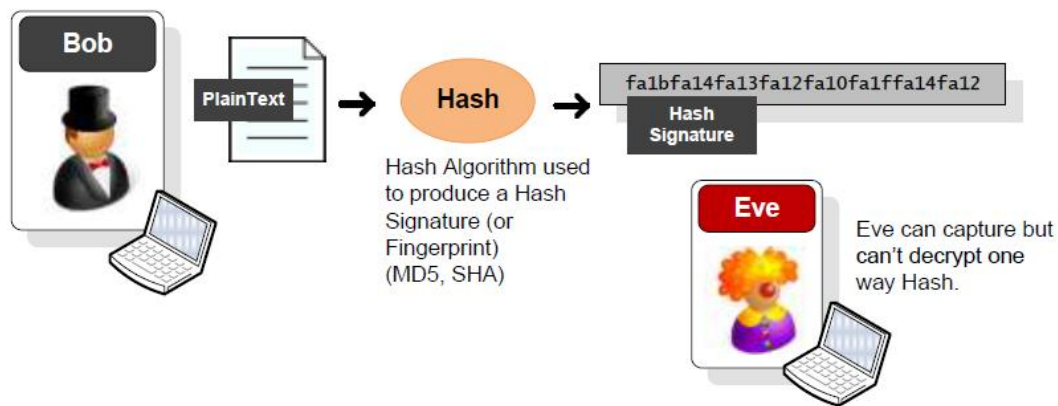 Bob
PlainText
Hash
fa1bfa14fa13fa12fa10fa1ffa14fa12
Hash
Signature
Hash Algorithm used
to produce a Hash
Signature (or
Fingerprint)
(MD5, SHA)
Eve
Eve can capture but
can't decrypt one
way Hash.